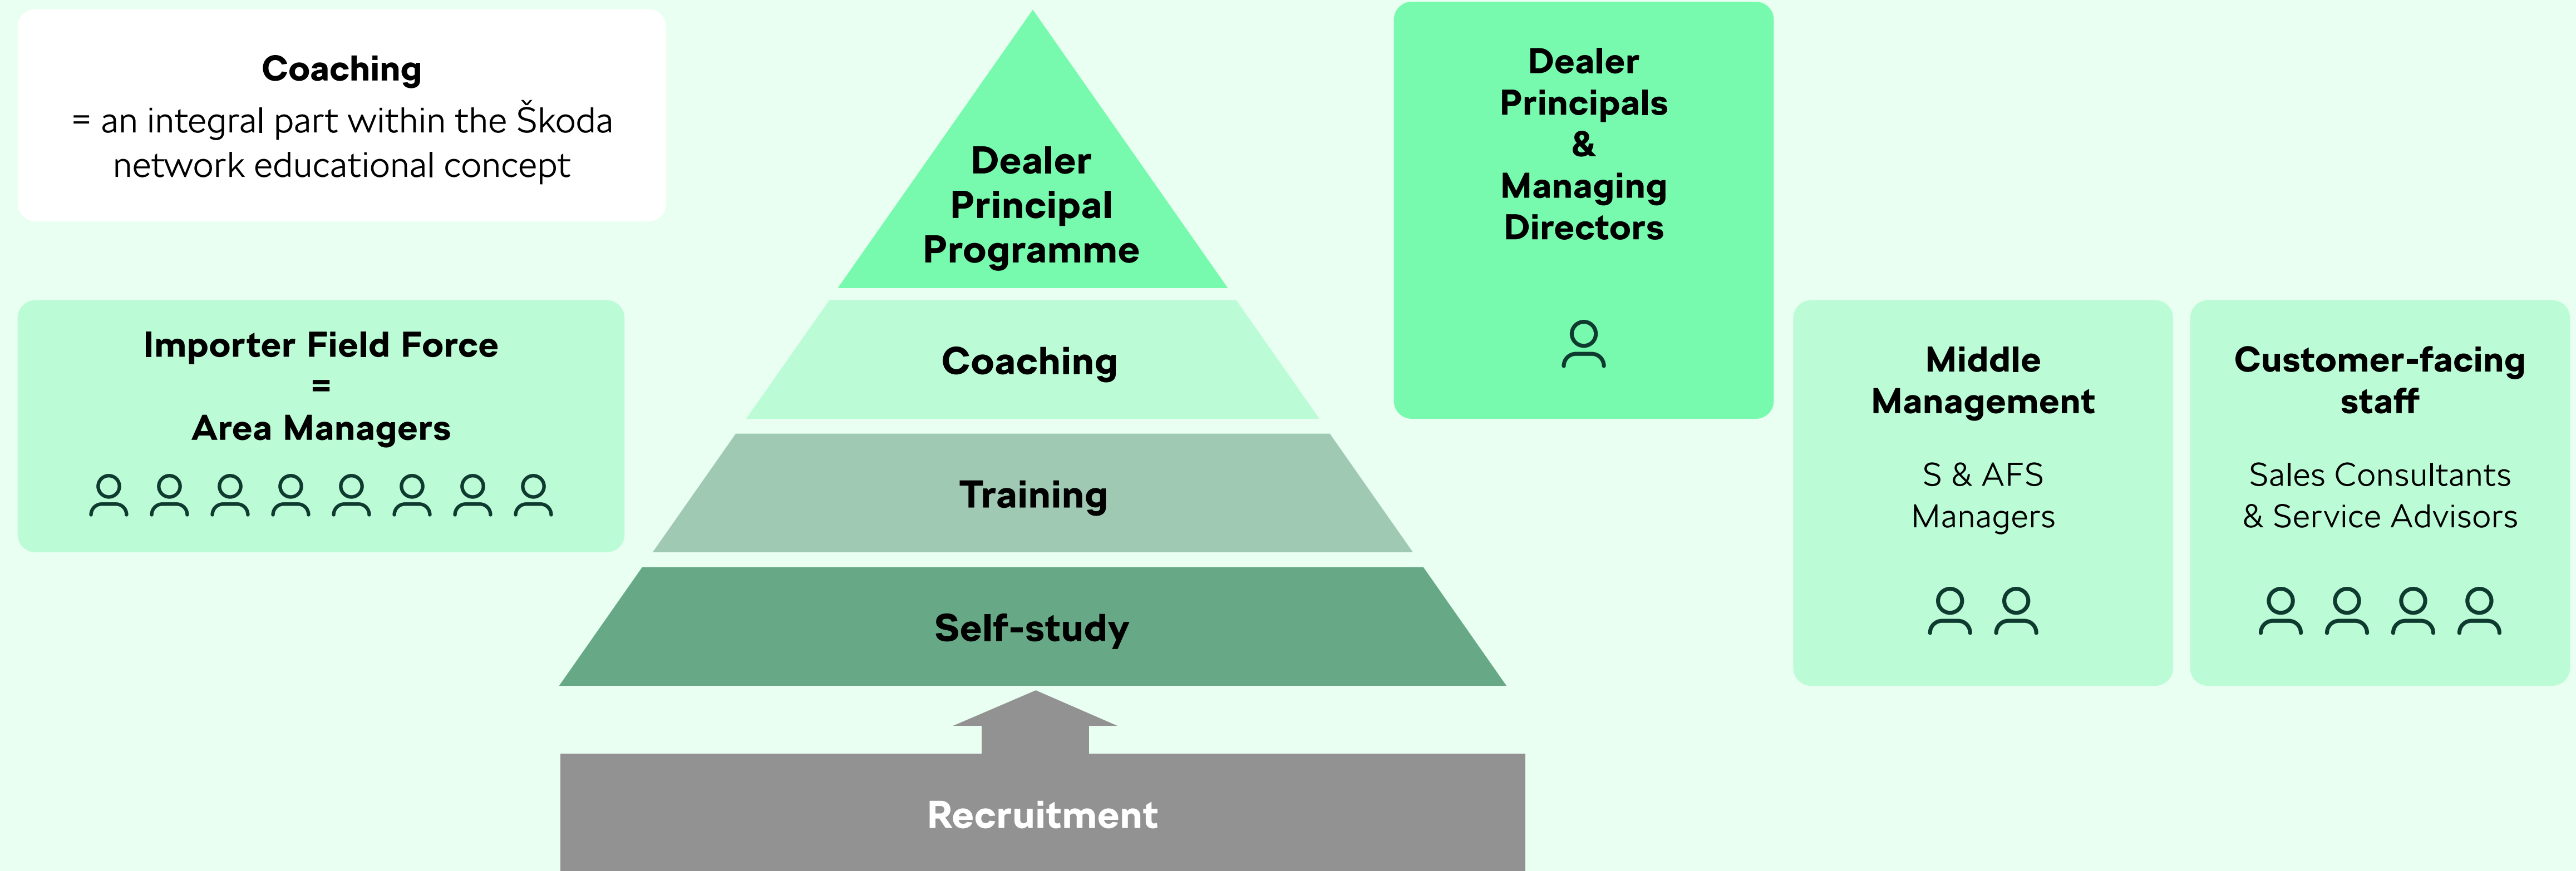 Coaching
= an integral part within the Škoda
network educational concept
Importer Field Force
=
Area Managers
Dealer
Principal
Programme
Coaching
Training
Self-study
Recruitment
Dealer
Principals
&
Managing
Directors
Middle
Management
S & AFS
Managers
Customer-facing
staff
Sales Consultants
& Service Advisors